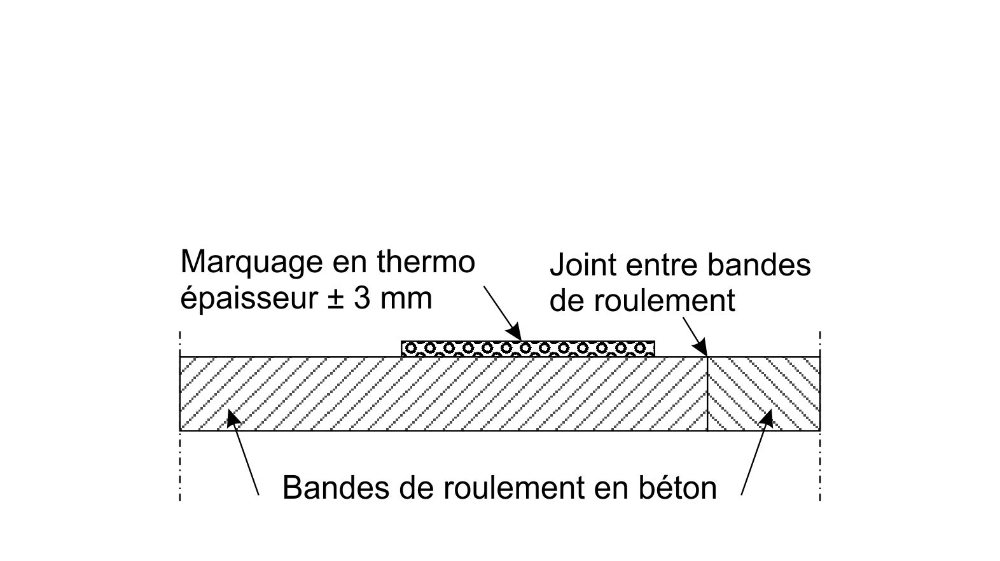 Marquage en thermo
épaisseur ± 3 mm
Joint entre bandes
de roulement
Bandes de roulement en béton